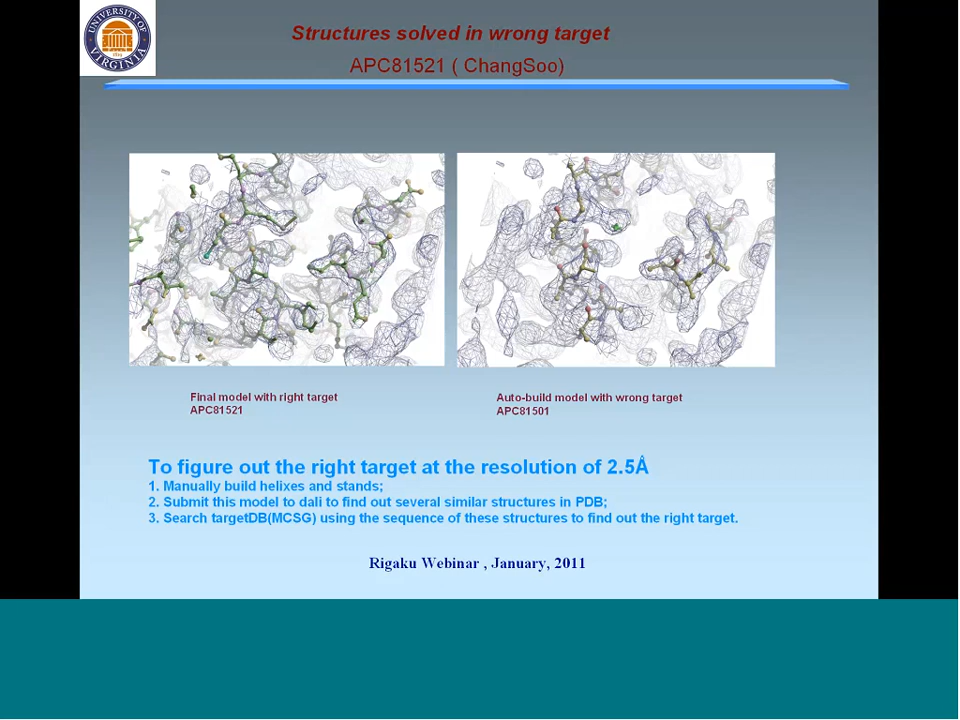 UNIVERSITY OF VIRGINIA
Structures solved in wrong target
APC81521 ( ChangSoo)
Final model with right target
APC81521
Auto-build model with wrong target
APC81501
To figure out the right target at the resolution of 2.5Å
1. Manually build helixes and stands;
2. Submit this model to dali to find out several similar structures in PDB;
3. Search targetDB(MCSG) using the sequence of these structures to find out the right target.
Rigaku Webinar , January, 2011